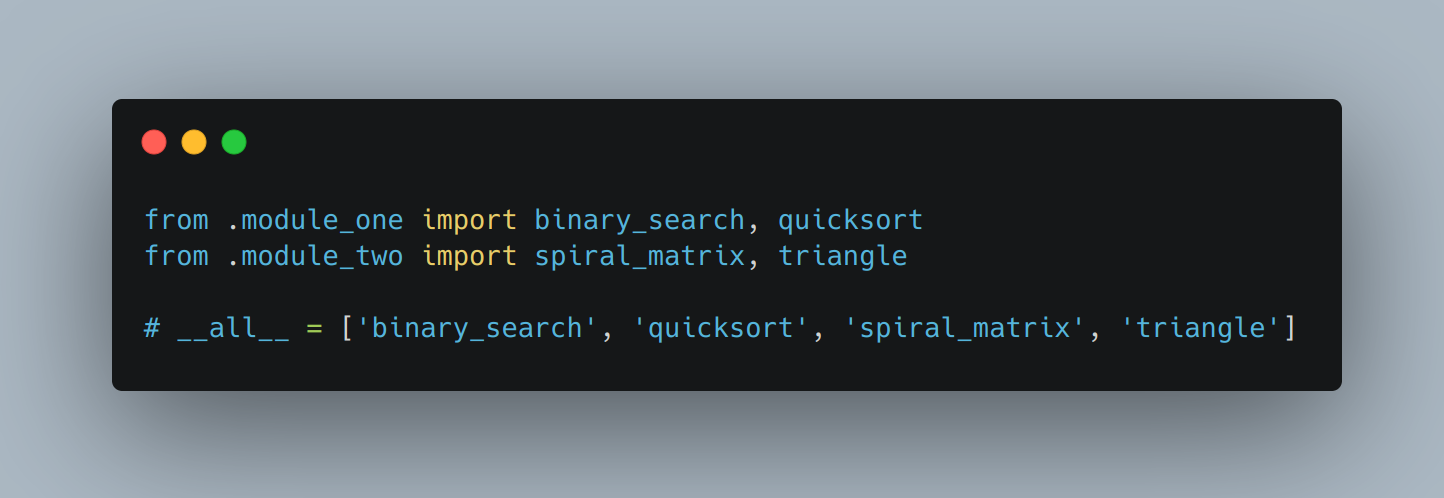 from .module_one import binary_search, quicksort
from .module_two import spiral_matrix, triangle
# __all__ = ['binary_search', 'quicksort', 'spiral_matrix', 'triangle']